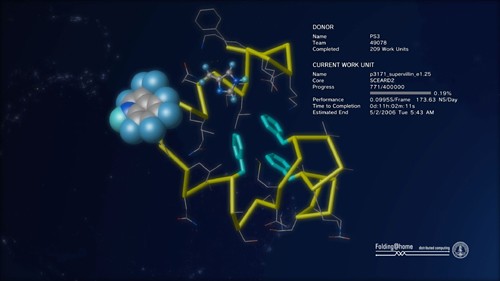 DONOR
Name PS3
Team 49078
Completed 209 Work Units
CURRENT WORK UNIT
Name p3171_supervillin_e1.25
Core SCEARD2
Progress 771/400000
0.19%
Performance 0.0995S/Frame 173.63 NS/Day
Time to Completion 0d:11h:02m:11s
Estimated End 5/2/2006 Tue 5:43 AM
Folding@home distributed computing